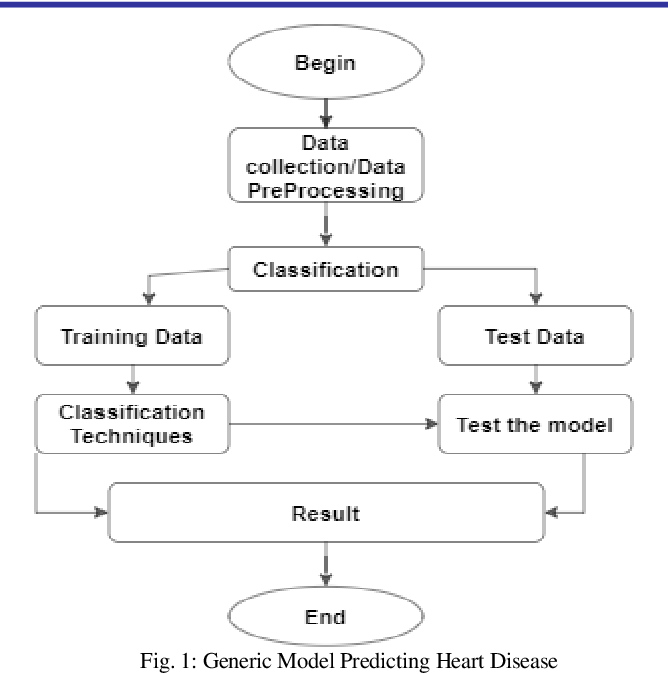 Begin
Data
collection/Data
PreProcessing
Classification
Training Data
Test Data
Classification
Techniques
Test the model
Result
End
Fig. 1: Generic Model Predicting Heart Disease